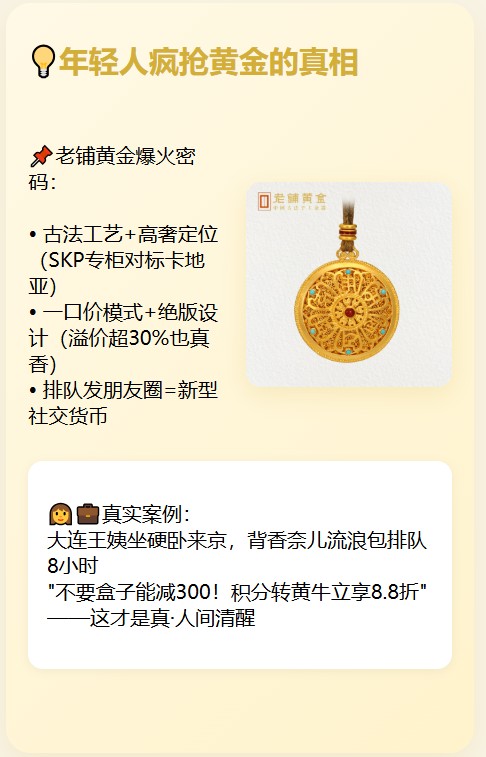 💡年轻人疯抢黄金的真相
📌老铺黄金爆火密
码：
• 古法工艺+高奢定位
（SKP专柜对标卡地
亚）
• 一口价模式+绝版设
计（溢价超30%也真
香）
• 排队发朋友圈=新型
社交货币
老铺黄金
👩💼真实案例：
大连王姨坐硬卧来京，背香奈儿流浪包排队
8小时
"不要盒子能减300！积分转黄牛立享8.8折"
——这才是真·人间清醒